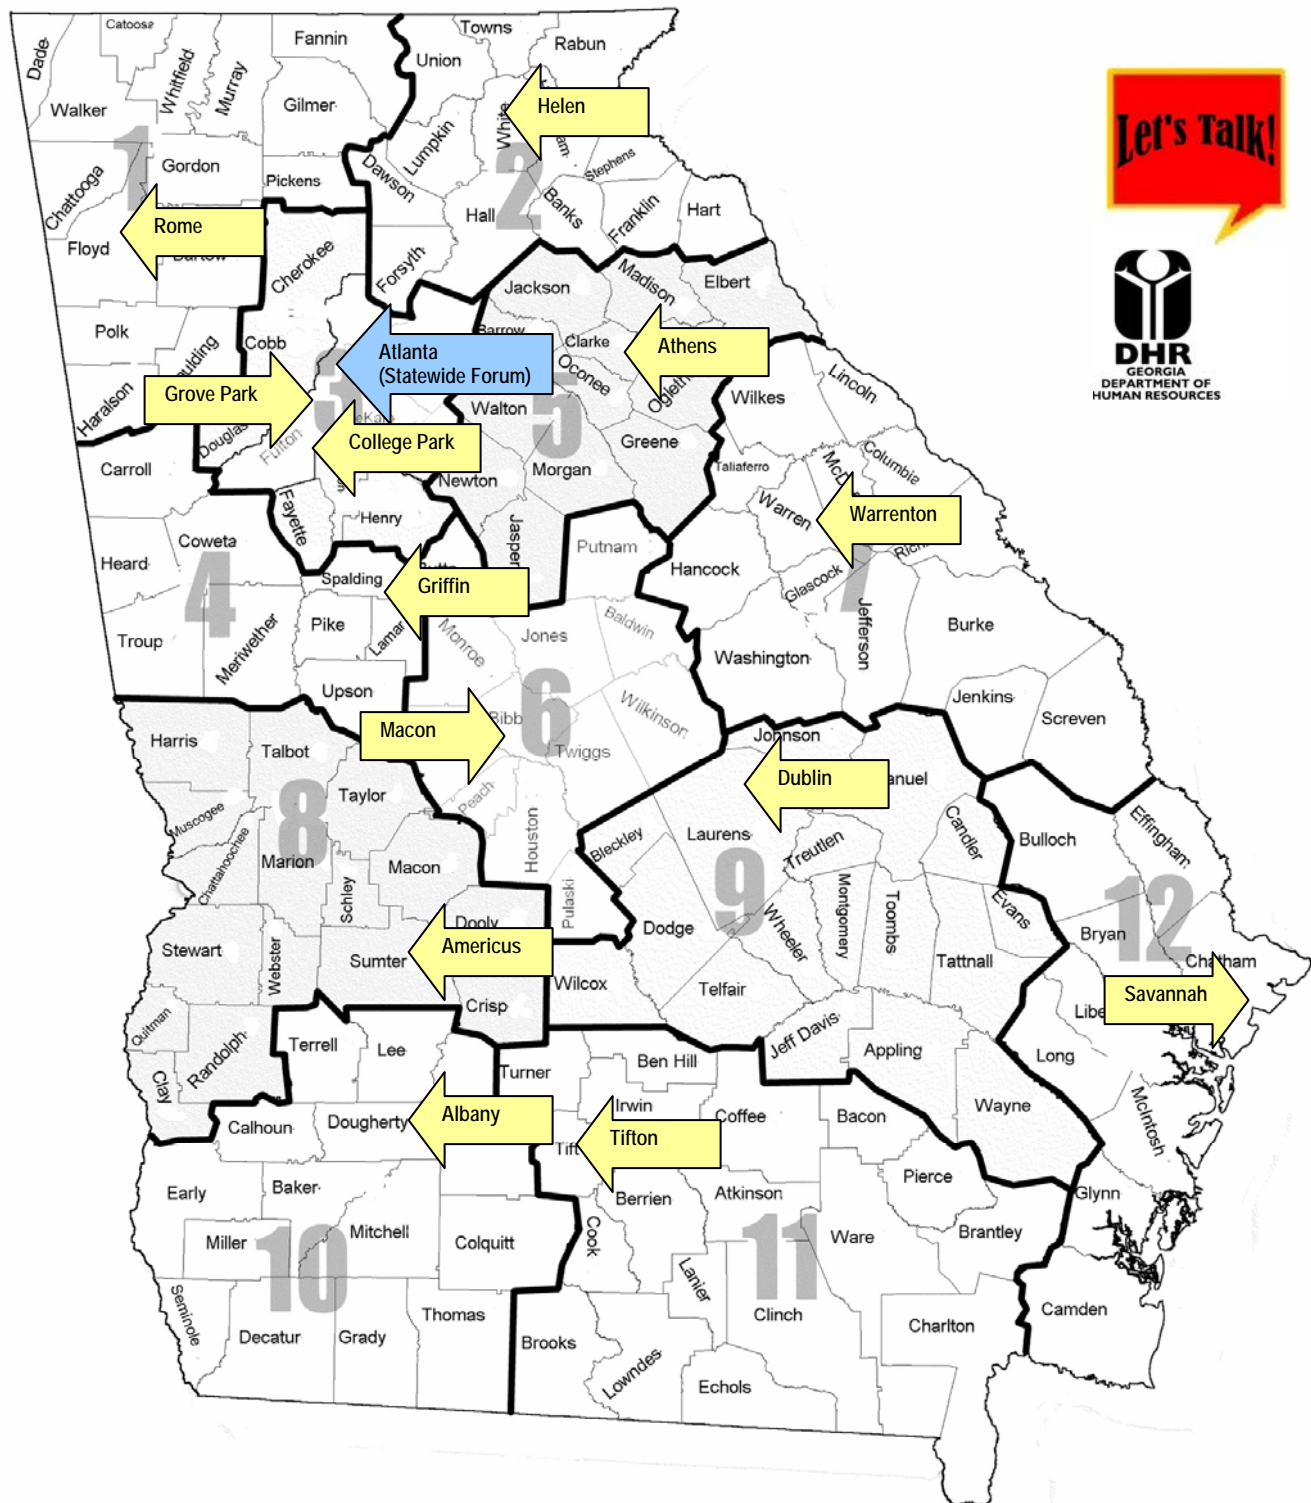 Catoosa
Fannin
Towns
Rabun
Dade
Union
Whitfield
Murray
Walker
Gilmer
White
Helen
Lumpkin
Let's Talk!
1
2
Stephens
Gordon
Dawson
Chattooga
Pickens
Banks
Franklin
Hart
Hall
Rome
Floyd
Cherokee
Forsyth
Madison
Elbert
Jackson
DHR
GEORGIA
DEPARTMENT OF
HUMAN RESOURCES
Polk
Cobb
Barrow
Clarke
Athens
Atlanta
(Statewide Forum)
3
Oconee
5
Haralson
Grove Park
Walton
Wilkes
Lincoln
Douglas
Fulton
College Park
Greene
Carroll
Newton
Morgan
Taliaferro
Columbia
Fayette
Henry
Warren
Warrenton
Coweta
Jasper
Putnam
Heard
4
Spalding
Griffin
Hancock
Glascock
7
Troup
Meriwether
Pike
Lamar
Monroe
Jones
Baldwin
Jefferson
Burke
Washington
Upson
6
Wilkinson
Jenkins
Screven
Harris
Talbot
Macon
Bibb
Twiggs
Johnson
Dublin
Taylor
Peach
Houston
8
Muscogee
Chattahoochee
Marion
Macon
Bleckley
Laurens
Treutlen
Candler
Bulloch
Effingham
Schley
Pulaski
9
Montgomery
Toombs
Evans
12
Stewart
Webster
Dooly
Americus
Sumter
Dodge
Wheeler
Bryan
Tattnall
Chatham
Wilcox
Telfair
Savannah
Crisp
Quitman
Randolph
Terrell
Lee
Turner
Ben Hill
Jeff Davis
Appling
Long
Clay
Calhoun
Dougherty
Albany
Irwin
Tifton
Coffee
Bacon
Wayne
McIntosh
Early
Baker
Berrien
Atkinson
Pierce
Glynn
Miller
10
Mitchell
Colquitt
Cook
11
Ware
Brantley
Seminole
Lanier
Decatur
Grady
Thomas
Brooks
Clinch
Charlton
Camden
Lowndes
Echols